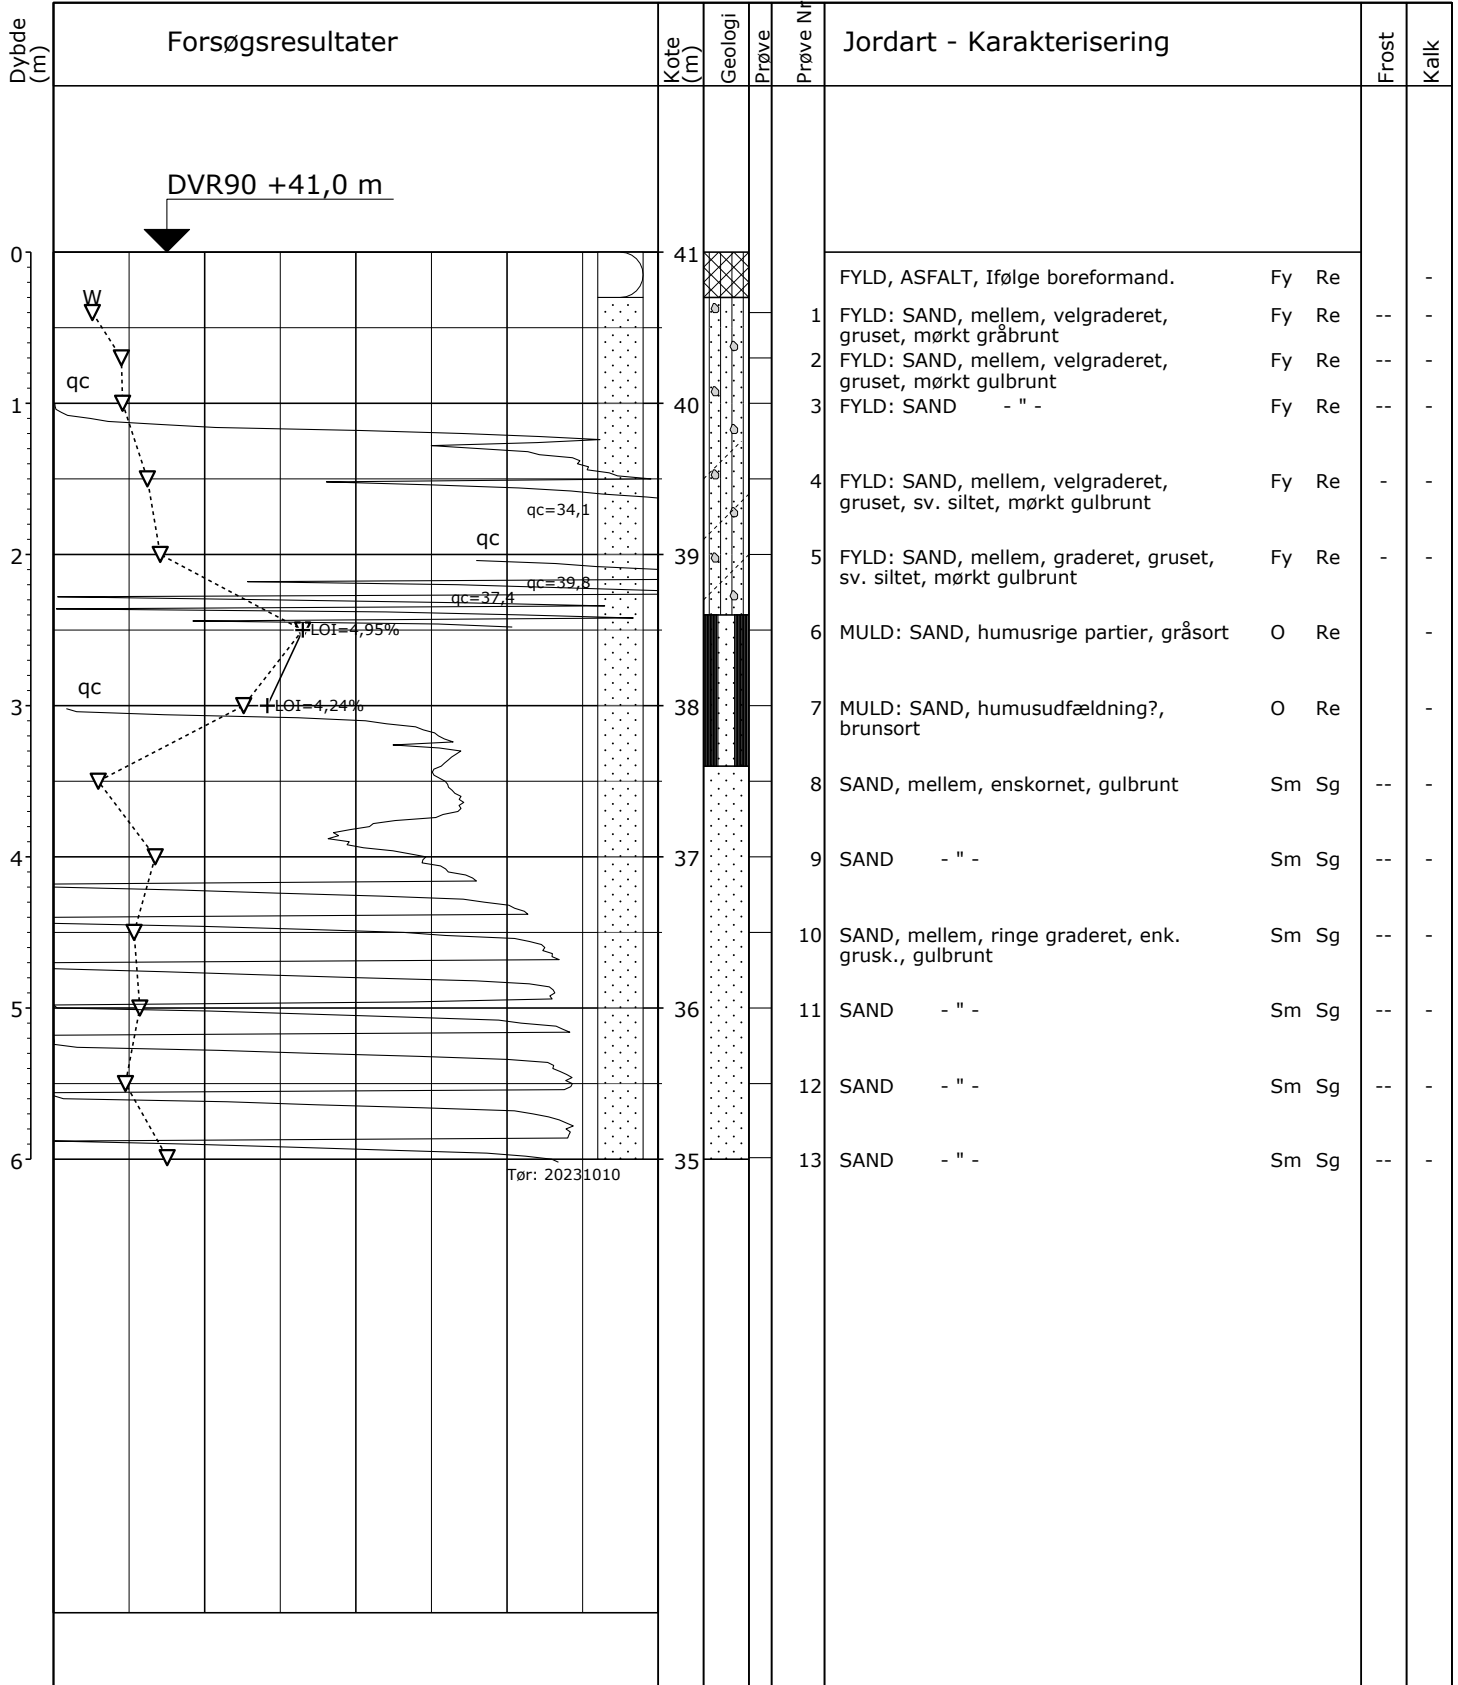 Dybde (m)
Forsøgsresultater
Kote (m)
Geologi
Prøve
Prøve Nr
Jordart - Karakterisering
Frost
Kalk
DVR90 +41,0 m
0
41
FYLD, ASFALT, Ifølge boreformand. Fy Re -
W
1 FYLD: SAND, mellem, velgraderet, Fy Re -- -
gruset, mørkt gråbrunt
2 FYLD: SAND, mellem, velgraderet, Fy Re -- -
gruset, mørkt gulbrunt
qc
1
40
3 FYLD: SAND - " - Fy Re -- -
4 FYLD: SAND, mellem, velgraderet, Fy Re - -
gruset, sv. siltet, mørkt gulbrunt
qc=34,1
qc
2
39
5 FYLD: SAND, mellem, graderet, gruset, Fy Re - -
sv. siltet, mørkt gulbrunt
qc=39,8
qc=37,4
LOI=4,95%
6 MULD: SAND, humusrige partier, gråsort O Re -
qc
LOI=4,24%
3
38
7 MULD: SAND, humusudfældning?, O Re -
brunsort
8 SAND, mellem, enskornet, gulbrunt Sm Sg -- -
4
37
9 SAND - " - Sm Sg -- -
10 SAND, mellem, ringe graderet, enk. Sm Sg -- -
grusk., gulbrunt
5
36
11 SAND - " - Sm Sg -- -
12 SAND - " - Sm Sg -- -
6
35
13 SAND - " - Sm Sg -- -
Tør: 20231010